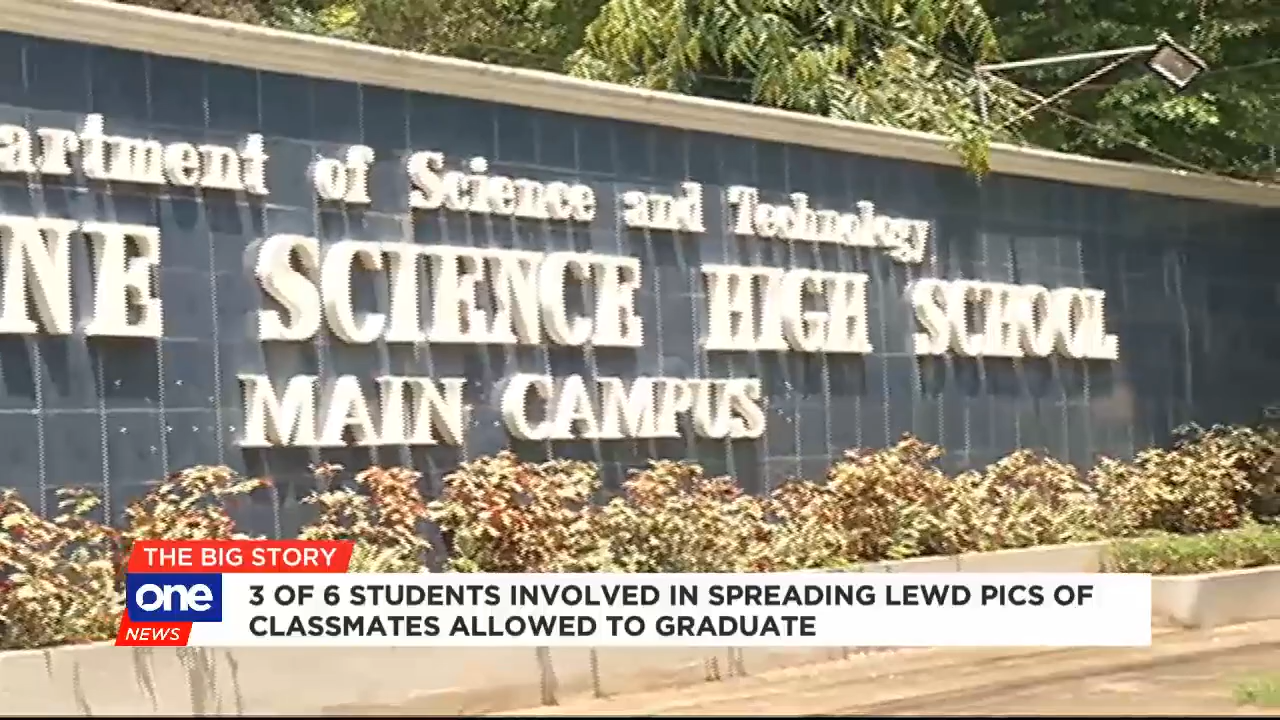 artment of Science and Technology
NE SCIENCE HIGH SCHOOL
MAIN CAMPUS
THE BIG STORY
one
NEWS
3 OF 6 STUDENTS INVOLVED IN SPREADING LEWD PICS OF
CLASSMATES ALLOWED TO GRADUATE